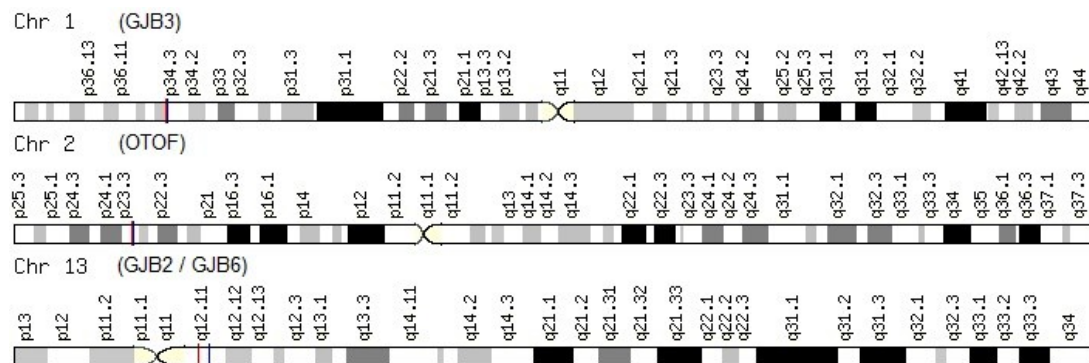 Chr 1 (GJB3)
p36.13 p36.11 p34.3 p34.2 p33 p32.3 p31.3 p31.1 p22.2 p21.3 p21.1 p13.3 p13.2 q11 q12 q21.1 q21.3 q23.3 q24.2 q25.2 q25.3 q31.1 q31.3 q32.1 q32.2 q41 q42.13 q42.2 q43 q44
Chr 2 (OTOF)
p25.3 p25.1 p24.3 p24.1 p23.3 p22.3 p21 p16.3 p16.1 p14 p12 p11.2 q11.1 q11.2 q13 q14.1 q14.2 q14.3 q22.1 q22.3 q23.3 q24.1 q24.2 q24.3 q31.1 q32.1 q32.3 q33.1 q33.3 q34 q35 q36.1 q36.3 q37.1 q37.3
Chr 13 (GJB2 / GJB6)
p13 p12 p11.2 p11.1 q11 q12.11 q12.12 q12.13 q12.3 q13.1 q13.3 q14.11 q14.2 q14.3 q21.1 q21.2 q21.31 q21.32 q21.33 q22.1 q22.2 q22.3 q31.1 q31.2 q31.3 q32.1 q32.3 q33.1 q33.2 q33.3 q34